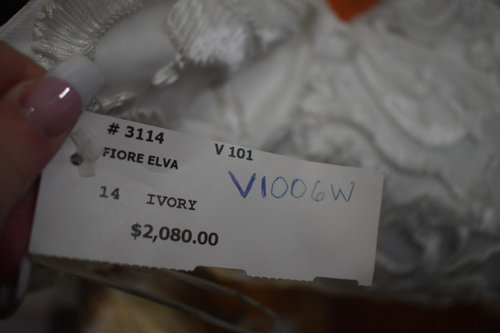 # 3114 V 101
FIORE ELVA
V1006W
14 IVORY
$2,080.00